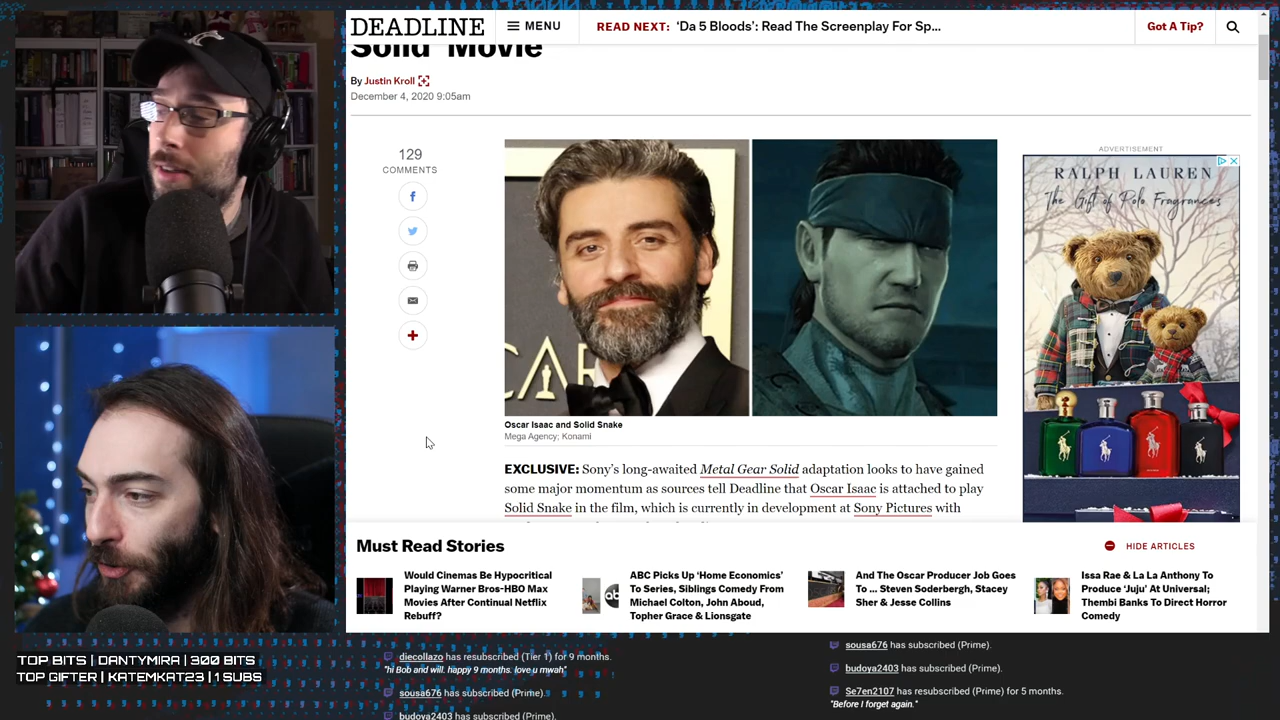 DEADLINE
MENU
READ NEXT: ‘Da 5 Bloods’: Read The Screenplay For Sp...
Got A Tip?
Solid’ Movie
By Justin Kroll
December 4, 2020 9:05am
129
COMMENTS
Oscar Isaac and Solid Snake
Mega Agency; Konami
EXCLUSIVE: Sony’s long-awaited Metal Gear Solid adaptation looks to have gained
some major momentum as sources tell Deadline that Oscar Isaac is attached to play
Solid Snake in the film, which is currently in development at Sony Pictures with
ADVERTISEMENT
RALPH LAUREN
The Gift of Polo Fragrances
Must Read Stories
HIDE ARTICLES
Would Cinemas Be Hypocritical
Playing Warner Bros-HBO Max
Movies After Continual Netflix
Rebuff?
abc
ABC Picks Up ‘Home Economics’
To Series, Siblings Comedy From
Michael Colton, John Aboud,
Topher Grace & Lionsgate
And The Oscar Producer Job Goes
To ... Steven Soderbergh, Stacey
Sher & Jesse Collins
Issa Rae & La La Anthony To
Produce ‘Juju’ At Universal;
Thembi Banks To Direct Horror
Comedy
TOP BITS | DANTYMIRA | 300 BITS
TOP GIFTER | KATEMKAT23 | 1 SUBS
diecollazo has resubscribed (Tier 1) for 9 months.
"hi Bob and will. happy 9 months. love u mwah"
sousa676 has subscribed (Prime).
budoya2403 has subscribed (Prime).
sousa676 has subscribed (Prime).
budoya2403 has subscribed (Prime).
Se7en2107 has resubscribed (Prime) for 5 months.
"Before I forget again."